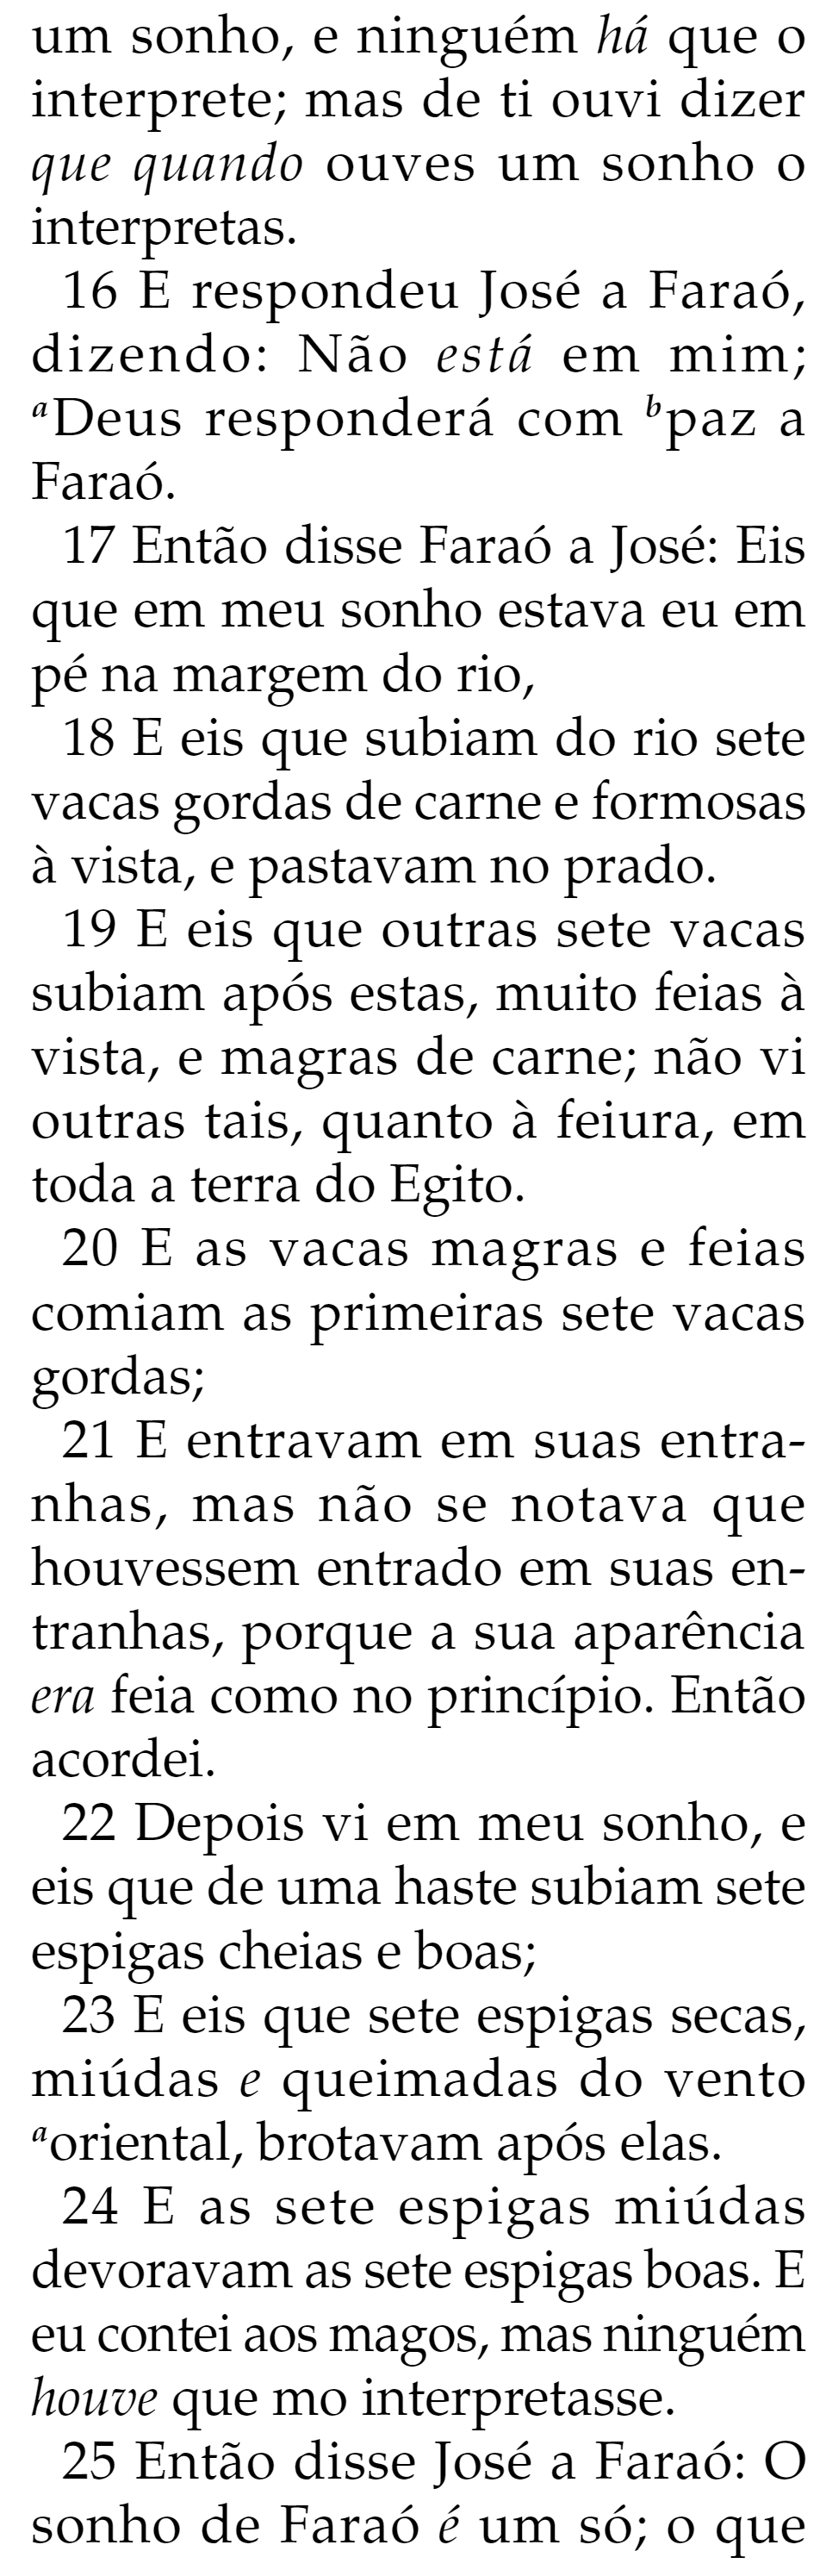 um sonho, e ninguém há que o
interprete; mas de ti ouvi dizer
que quando ouves um sonho o
interpretas.
16 E respondeu José a Faraó,
dizendo: Não está em mim;
aDeus responderá com bpaz a
Faraó.
17 Então disse Faraó a José: Eis
que em meu sonho estava eu em
pé na margem do rio,
18 E eis que subiam do rio sete
vacas gordas de carne e formosas
à vista, e pastavam no prado.
19 E eis que outras sete vacas
subiam após estas, muito feias à
vista, e magras de carne; não vi
outras tais, quanto à feiura, em
toda a terra do Egito.
20 E as vacas magras e feias
comiam as primeiras sete vacas
gordas;
21 E entravam em suas entra-
nhas, mas não se notava que
houvessem entrado em suas en-
tranhas, porque a sua aparência
era feia como no princípio. Então
acordei.
22 Depois vi em meu sonho, e
eis que de uma haste subiam sete
espigas cheias e boas;
23 E eis que sete espigas secas,
miúdas e queimadas do vento
aoriental, brotavam após elas.
24 E as sete espigas miúdas
devoravam as sete espigas boas. E
eu contei aos magos, mas ninguém
houve que mo interpretasse.
25 Então disse José a Faraó: O
sonho de Faraó é um só; o que